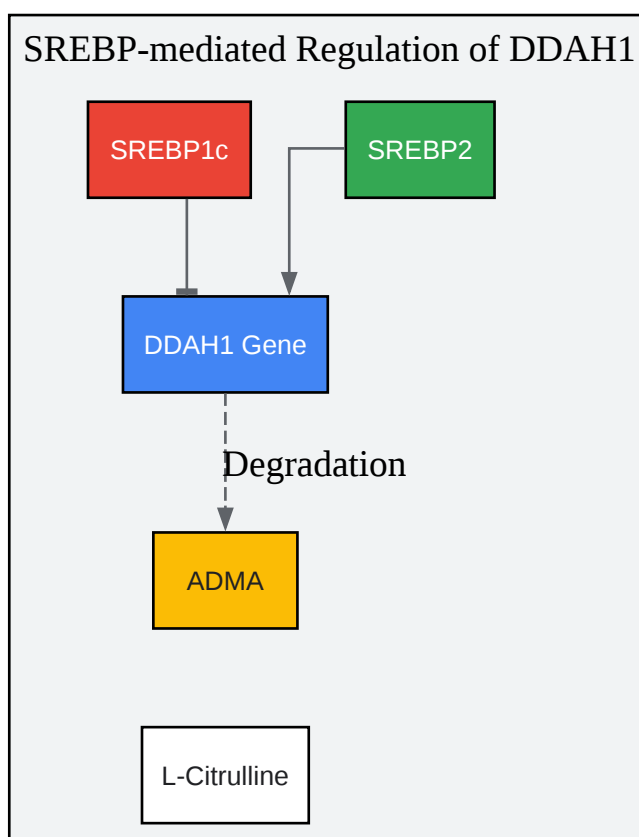 SREBP-mediated Regulation of DDAH1
SREBP1c
SREBP2
DDAH1 Gene
Degradation
ADMA
L-Citrulline